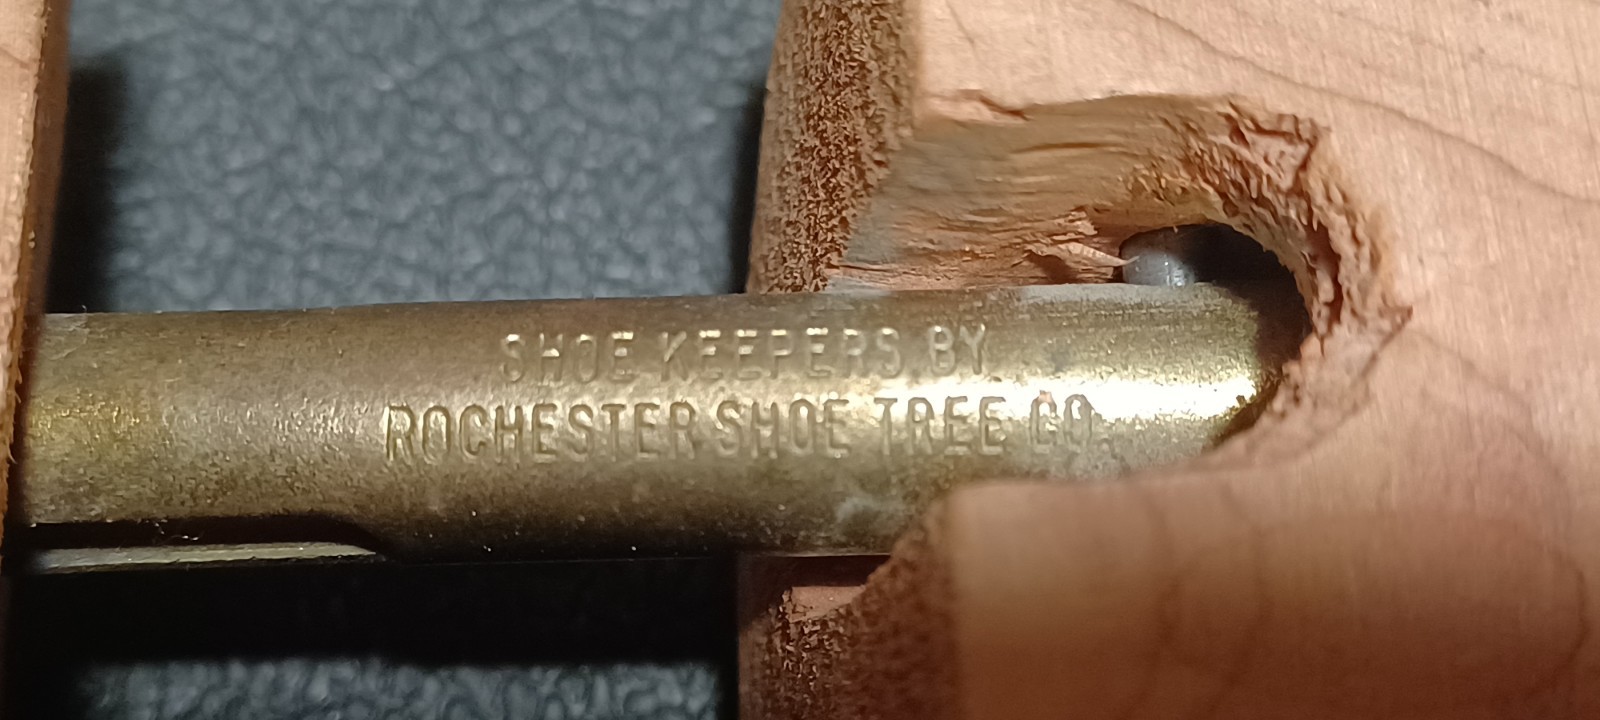 SHOE KEEPERS BY
ROCHESTER SHOE TREE CO.